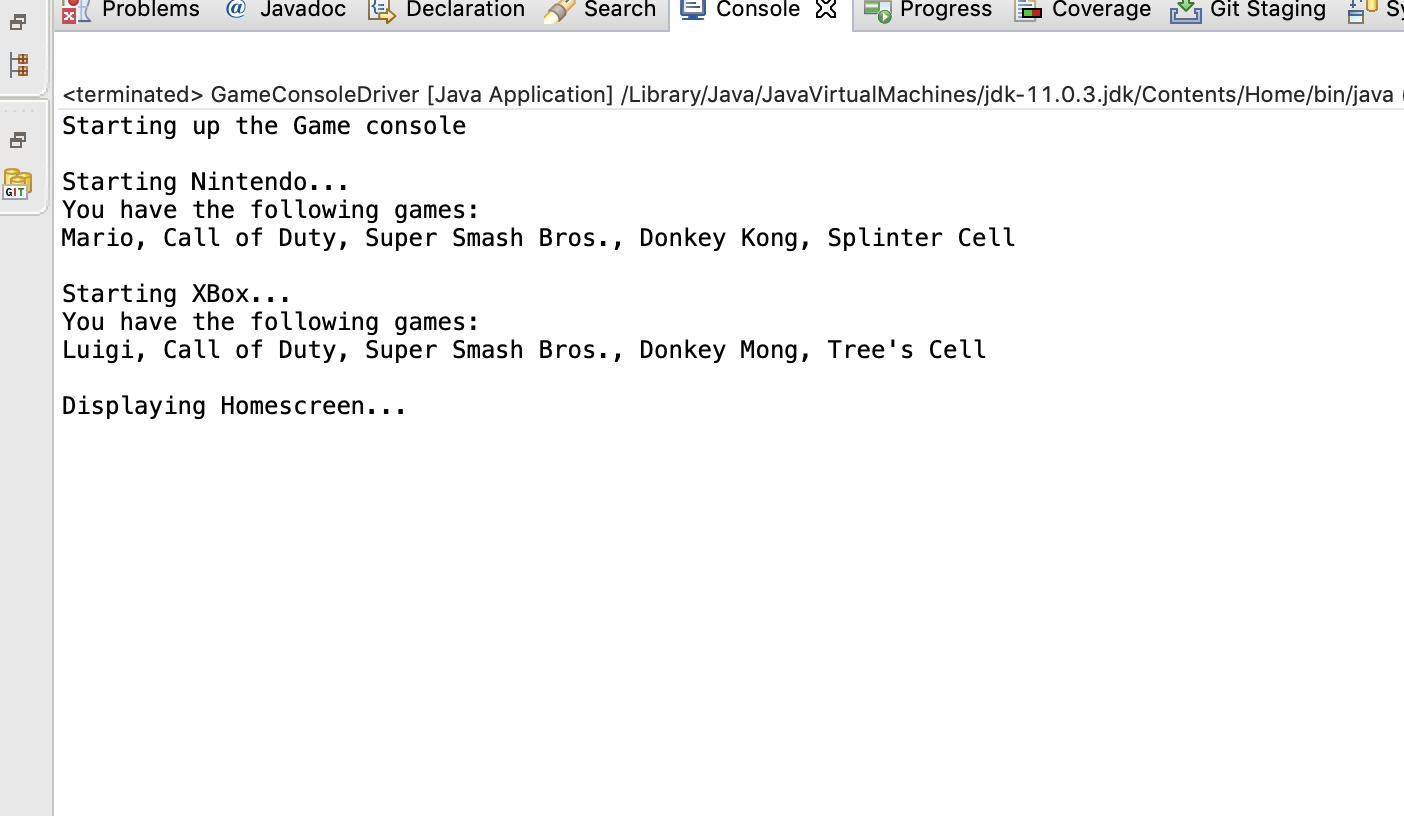 Problems @ Javadoc Declaration Search Console Progress Coverage Git Staging
<terminated> GameConsoleDriver [Java Application] /Library/Java/JavaVirtualMachines/jdk-11.0.3.jdk/Contents/Home/bin/java (
Starting up the Game console
GIT
Starting Nintendo...
You have the following games:
Mario, Call of Duty, Super Smash Bros., Donkey Kong, Splinter Cell
Starting XBox...
You have the following games:
Luigi, Call of Duty, Super Smash Bros., Donkey Mong, Tree's Cell
Displaying Homescreen...